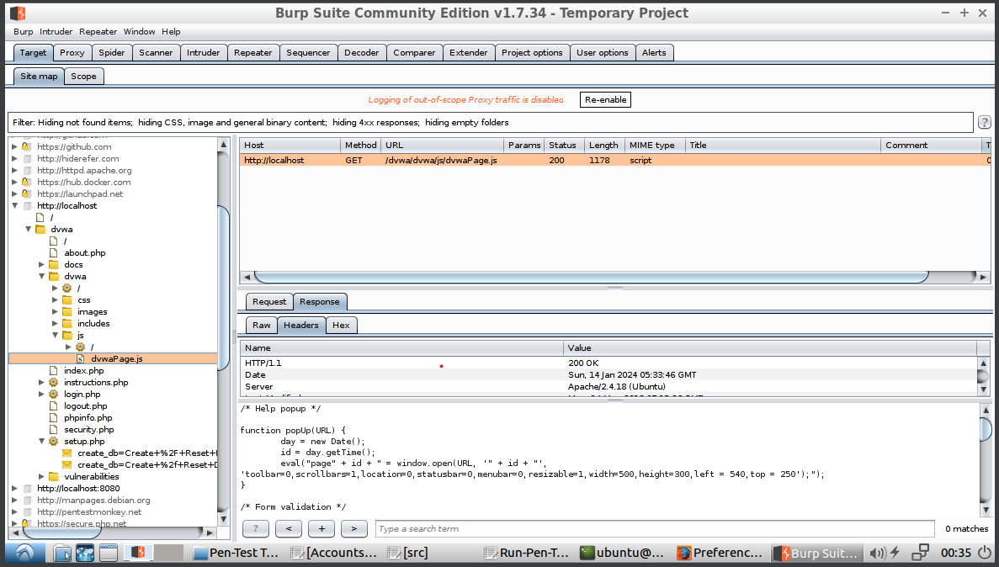 Burp Suite Community Edition v1.7.34 - Temporary Project
Burp Intruder Repeater Window Help
Target Proxy Spider Scanner Intruder Repeater Sequencer Decoder Comparer Extender Project options User options Alerts
Site map Scope
Logging of out-of-scope Proxy traffic is disabled Re-enable
Filter: Hiding not found items; hiding CSS, image and general binary content; hiding 4xx responses; hiding empty folders ?
https://github.com
http://hiderefer.com
http://httpd.apache.org
https://hub.docker.com
https://launchpad.net
http://localhost
/
dvwa
/
about.php
docs
dvwa
/
css
images
includes
js
/
dvwaPage.js
index.php
instructions.php
login.php
logout.php
phpinfo.php
security.php
setup.php
create_db=Create+%2F+Reset+
create_db=Create+%2f+Reset+D
vulnerabilities
http://localhost:8080
http://manpages.debian.org
http://pentestmonkey.net
https://secure.php.net
Host Method URL Params Status Length MIME type Title Comment T
http://localhost GET /dvwa/dvwa/js/dvwaPage.js 200 1178 script
Request Response
Raw Headers Hex
Name Value
HTTP/1.1 200 OK
Date Sun, 14 Jan 2024 05:33:46 GMT
Server Apache/2.4.18 (Ubuntu)
/* Help popup */
function popUp(URL) {
day = new Date();
id = day.getTime();
eval("page" + id + " = window.open(URL, '" + id + "',
'toolbar=0,scrollbars=1,location=0,statusbar=0,menubar=0,resizable=1,width=500,height=300,left = 540,top = 250');");
}
/* Form validation */
? < + > Type a search term 0 matches
Pen-Test T... [Accounts... [src] Run-Pen-T... ubuntu@... Preferenc... Burp Suit... 00:35